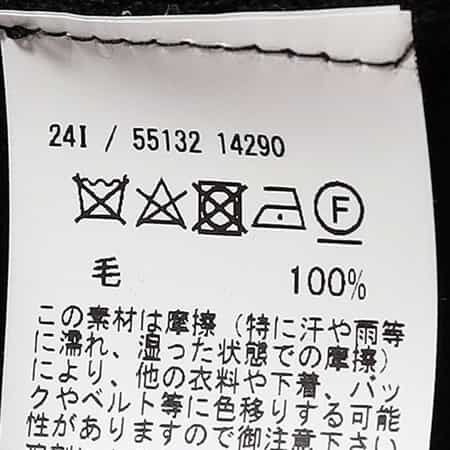 24I / 55132 14290
F
毛 100%
この素材は摩擦（特に汗や雨等
に濡れ、湿った状態での摩擦）
により、他の衣料や下着、バッ
クやベルト等に色移りする可能
性がありますので御注意下さい